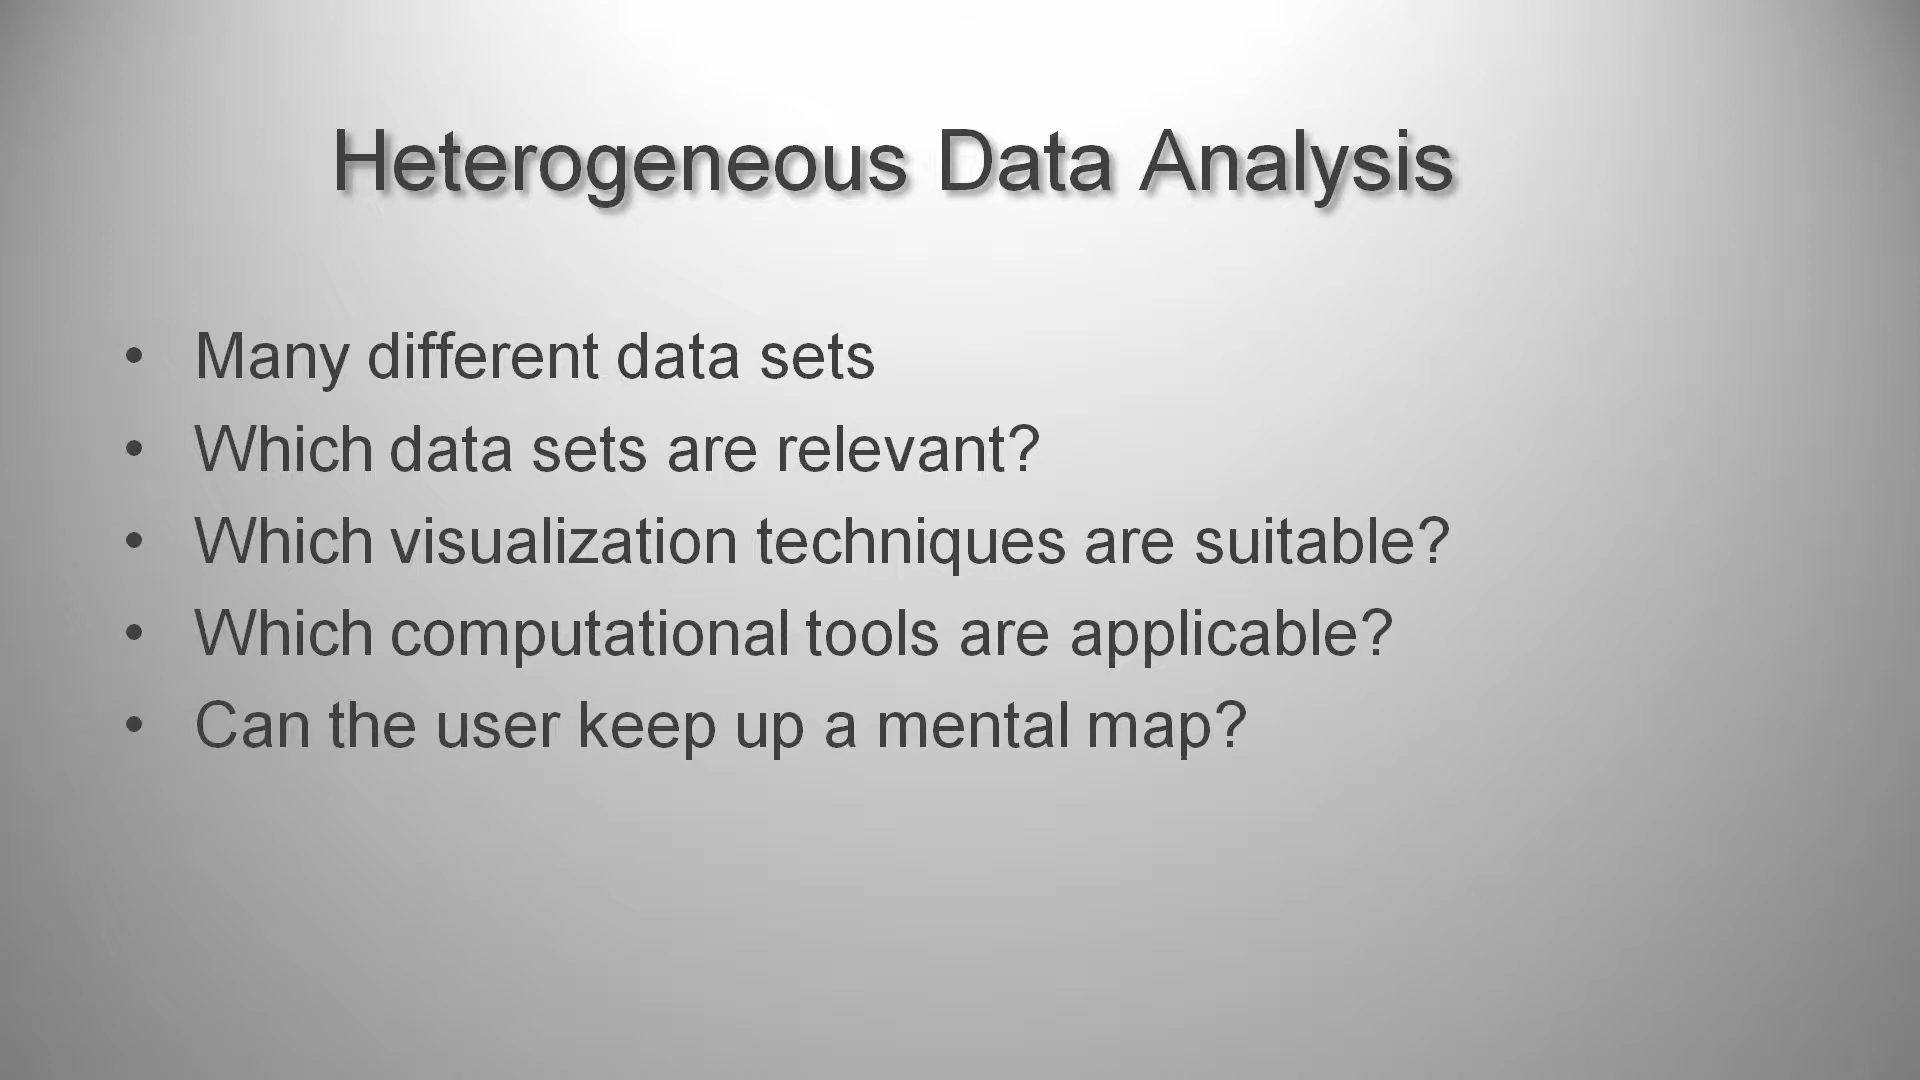 Heterogeneous Data Analysis
• Many different data sets
• Which data sets are relevant?
• Which visualization techniques are suitable?
• Which computational tools are applicable?
• Can the user keep up a mental map?